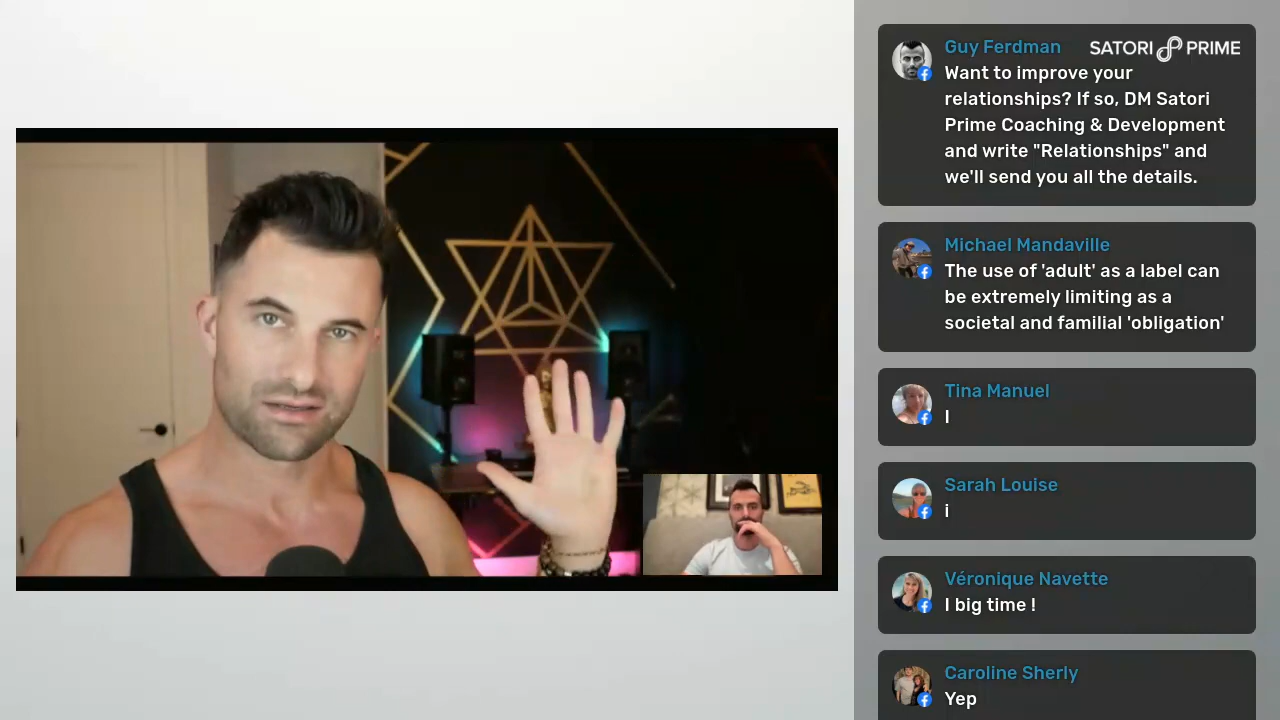 Guy Ferdman
SATORI PRIME
Want to improve your
relationships? If so, DM Satori
Prime Coaching & Development
and write "Relationships" and
we'll send you all the details.
Michael Mandaville
The use of 'adult' as a label can
be extremely limiting as a
societal and familial 'obligation'
Tina Manuel
I
Sarah Louise
i
Véronique Navette
I big time !
Caroline Sherly
Yep